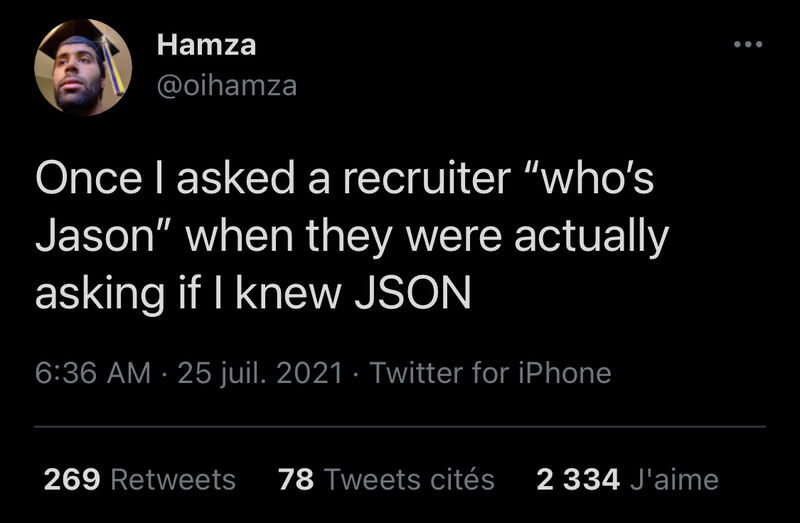 Hamza
@oihamza
Once I asked a recruiter “who’s
Jason” when they were actually
asking if I knew JSON
6:36 AM · 25 juil. 2021 · Twitter for iPhone
269 Retweets 78 Tweets cités 2 334 J'aime